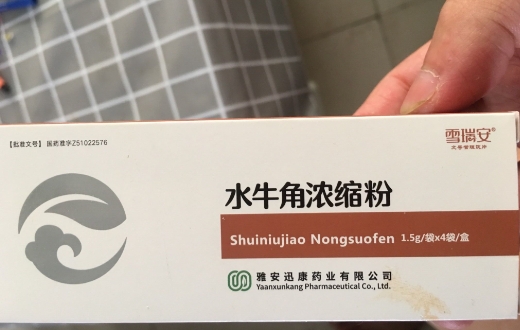 雪瑞安®
【批准文号】 国药准字Z51022576
水牛角浓缩粉
Shuiniujiao Nongsuofen 1.5g/袋x4袋/盒
雅安迅康药业有限公司
Yaanxunkang Pharmaceutical Co., Ltd.